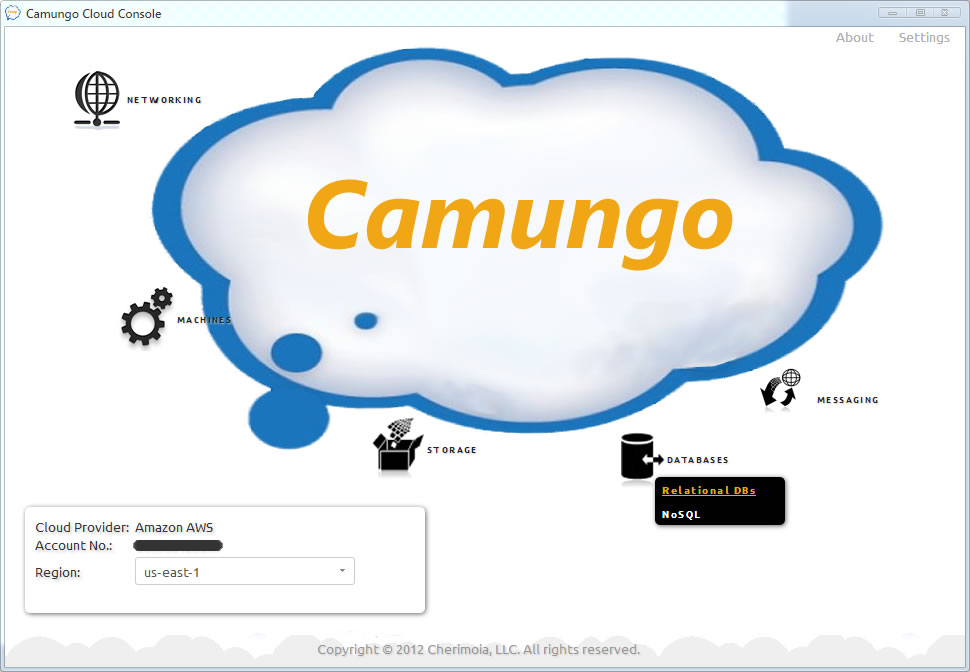 Camungo Cloud Console
About Settings
NETWORKING
Camungo
MACHINES
MESSAGING
STORAGE
DATABASES
Relational DBs
NoSQL
Cloud Provider: Amazon AWS
Account No.:
Region: us-east-1
Copyright © 2012 Cherimoia, LLC. All rights reserved.